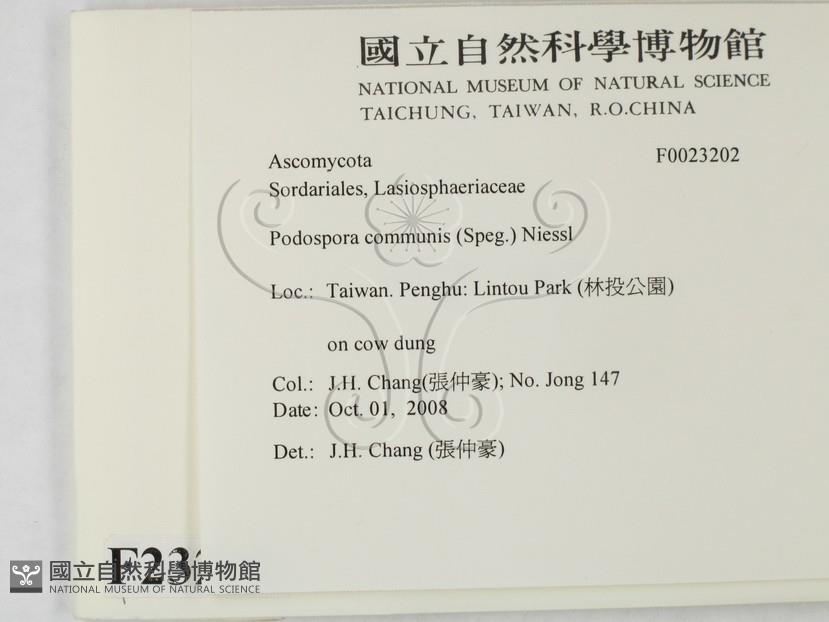 國立自然科學博物館
NATIONAL MUSEUM OF NATURAL SCIENCE
TAICHUNG, TAIWAN, R.O.CHINA
Ascomycota F0023202
Sordariales, Lasiosphaeriaceae
Podospora communis (Speg.) Niessl
Loc.: Taiwan. Penghu: Lintou Park (林投公園)
on cow dung
Col.: J.H. Chang(張仲豪); No. Jong 147
Date: Oct. 01, 2008
Det.: J.H. Chang (張仲豪)
國立自然科學博物館
NATIONAL MUSEUM OF NATURAL SCIENCE